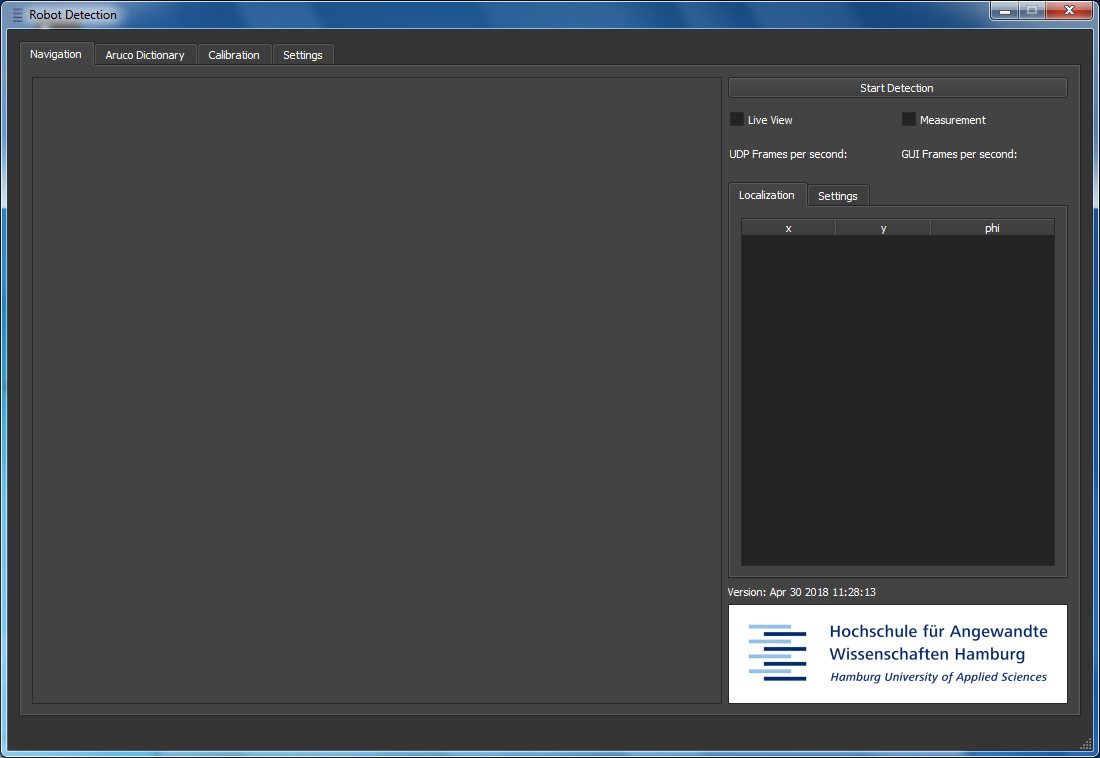 Robot Detection
Navigation Aruco Dictionary Calibration Settings
Start Detection
Live View Measurement
UDP Frames per second: GUI Frames per second:
Localization Settings
x y phi
Version: Apr 30 2018 11:28:13
Hochschule für Angewandte
Wissenschaften Hamburg
Hamburg University of Applied Sciences